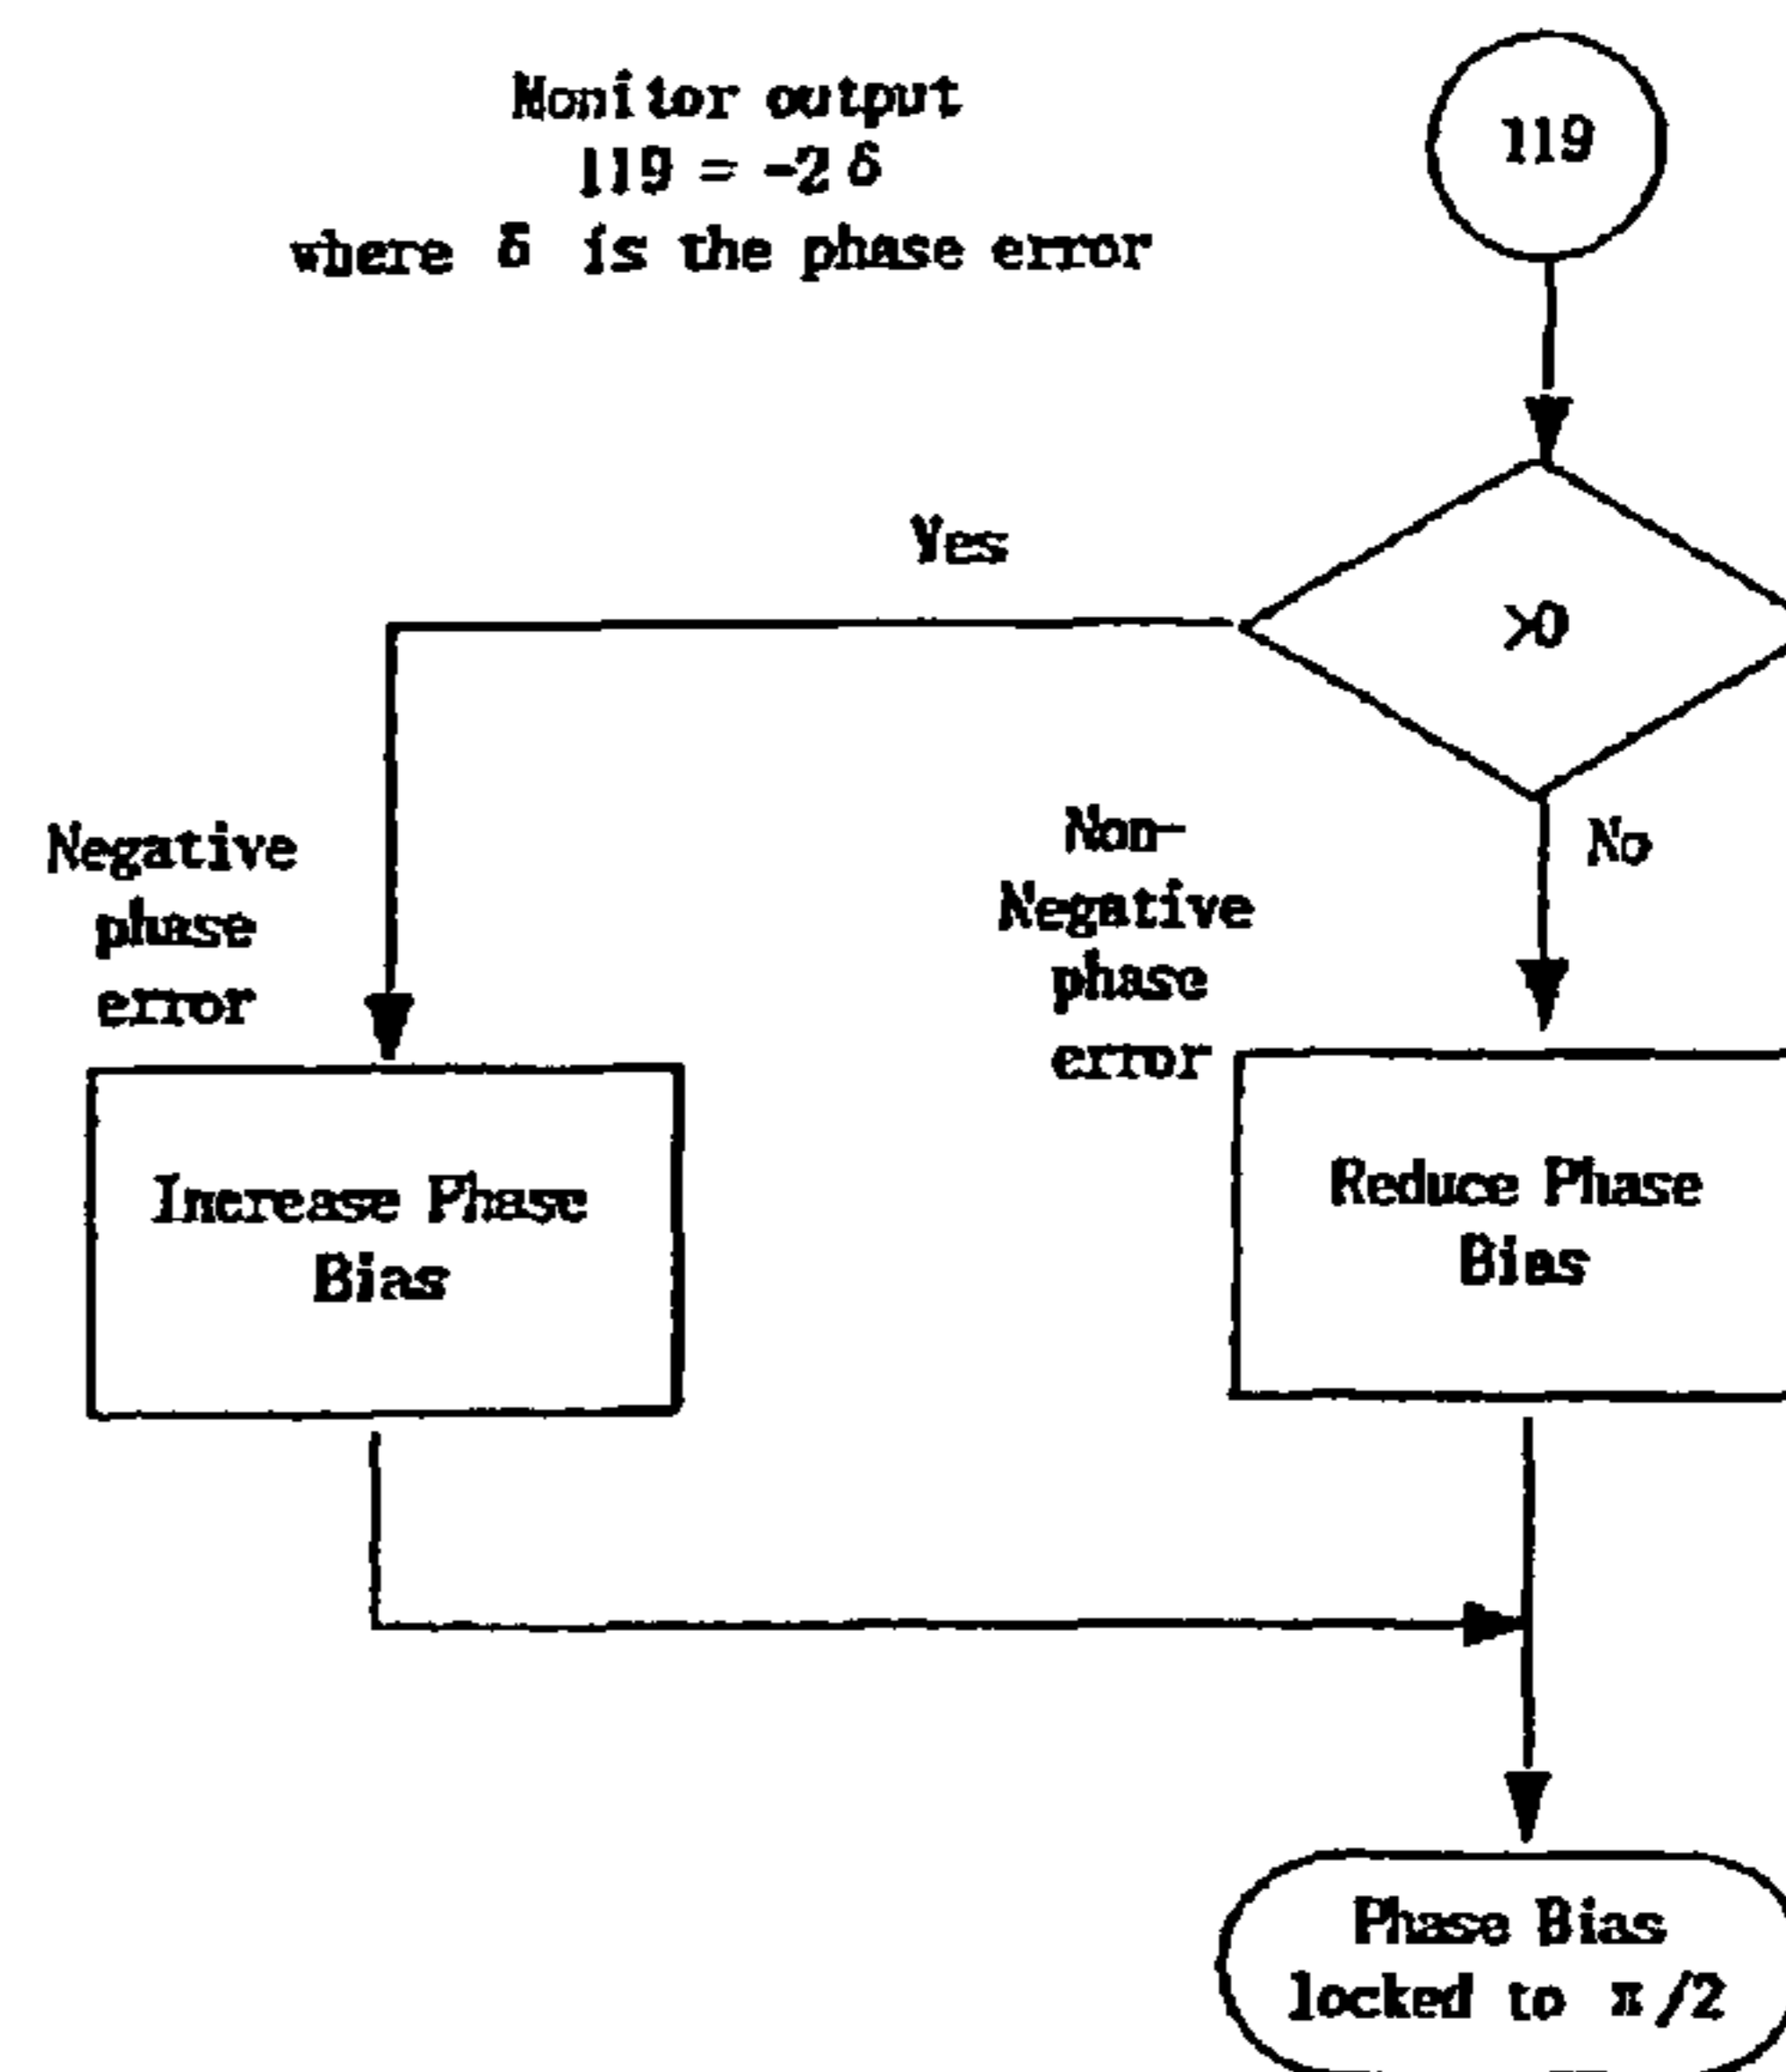 Monitor output
119 = -2 δ
where δ is the phase error
119
Yes
>0
No
Negative
phase
error
Non-
Negative
phase
error
Increase Phase
Bias
Reduce Phase
Bias
Phase Bias
locked to π/2